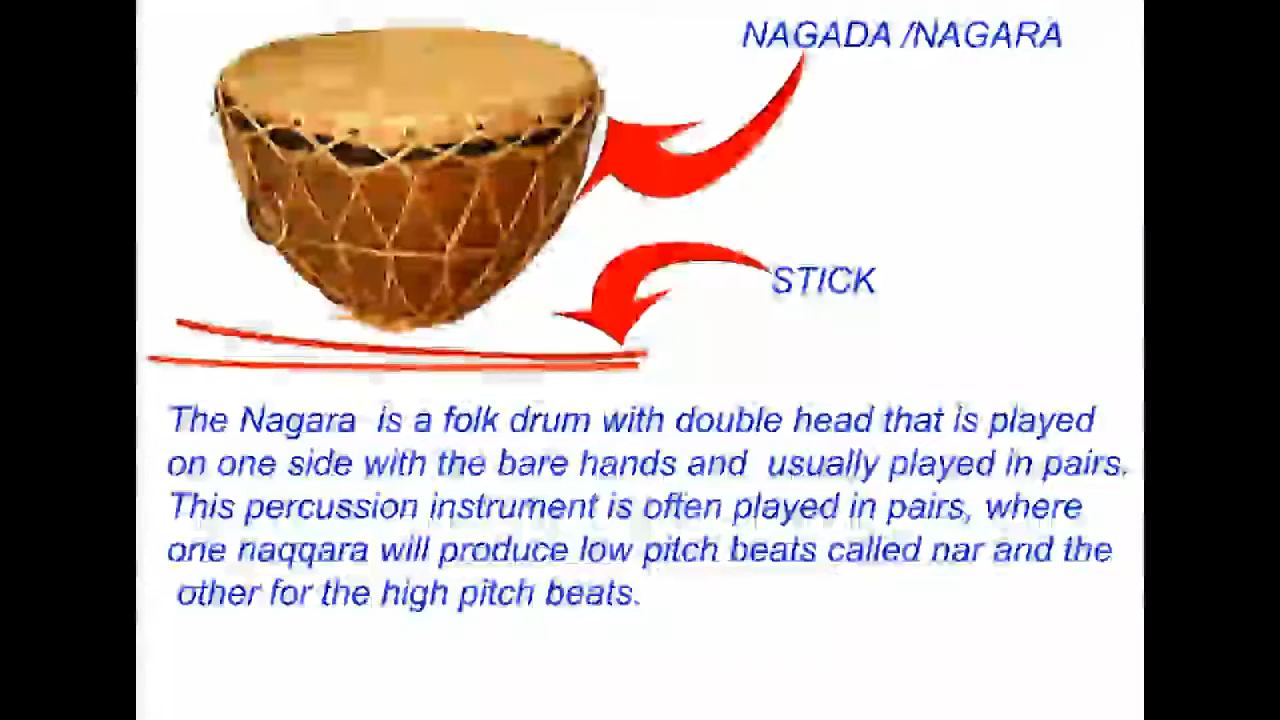 NAGADA /NAGARA
STICK
The Nagara is a folk drum with double head that is played
on one side with the bare hands and usually played in pairs.
This percussion instrument is often played in pairs, where
one naqqara will produce low pitch beats called nar and the
other for the high pitch beats.